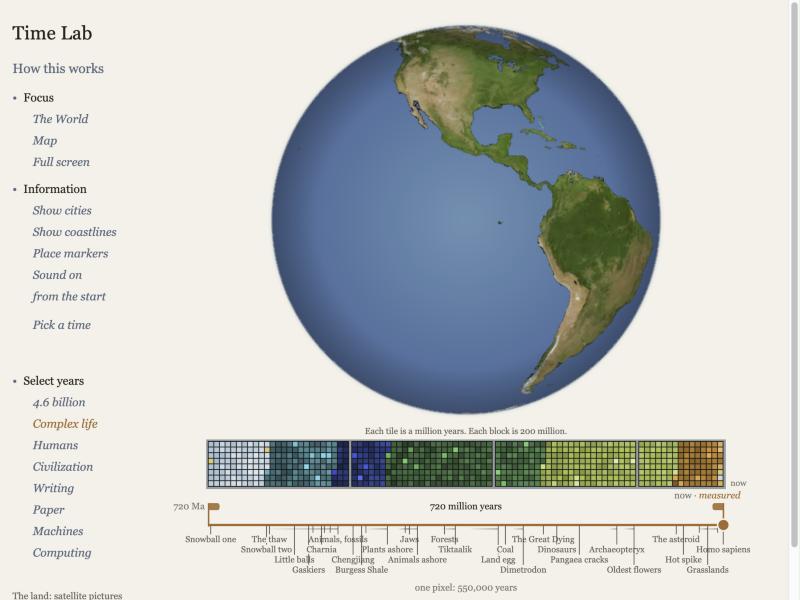 Time Lab
How this works
Focus
The World
Map
Full screen
Information
Show cities
Show coastlines
Place markers
Sound on
from the start
Pick a time
Select years
4.6 billion
Complex life
Humans
Civilization
Writing
Paper
Machines
Computing
The land: satellite pictures
Each tile is a million years. Each block is 200 million.
now
now · measured
720 Ma
720 million years
Snowball one The thaw Animals, fossils Jaws Forests The Great Dying The asteroid
Snowball two Charnia Plants ashore Tiktaalik Coal Dinosaurs Archaeopteryx Homo sapiens
Little balls Chengjiang Animals ashore Land egg Pangaea cracks Hot spike
Gaskiers Burgess Shale Dimetrodon Oldest flowers Grasslands
one pixel: 550,000 years